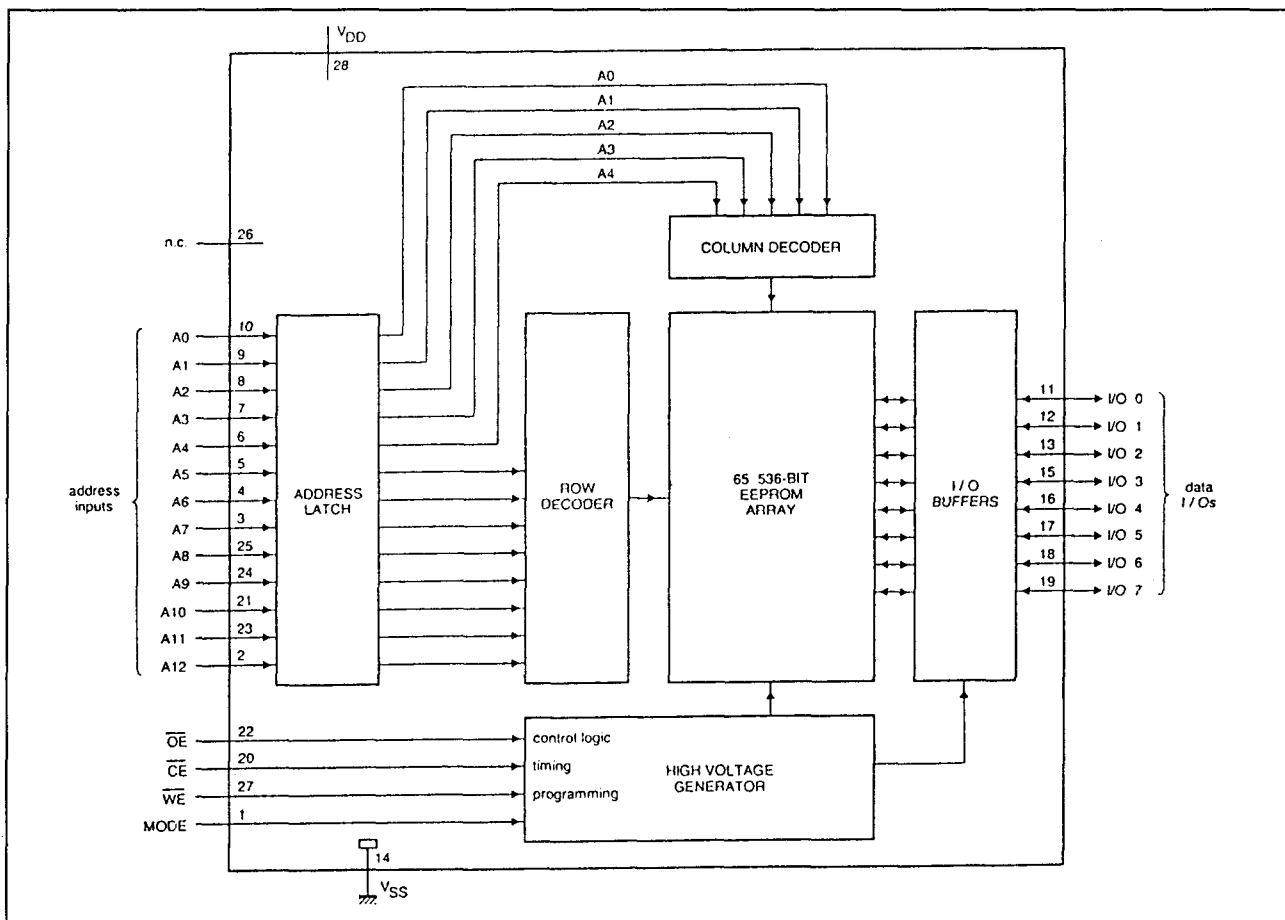 VDD
28
A0
A1
A2
A3
A4
n.c.
26
COLUMN DECODER
address
inputs
A0 10
A1 9
A2 8
A3 7
A4 6
A5 5
A6 4
A7 3
A8 25
A9 24
A10 21
A11 23
A12 2
ADDRESS
LATCH
ROW
DECODER
65 536-BIT
EEPROM
ARRAY
I/O
BUFFERS
11 I/O 0
12 I/O 1
13 I/O 2
15 I/O 3
16 I/O 4
17 I/O 5
18 I/O 6
19 I/O 7
data
I/Os
OE 22
CE 20
WE 27
MODE 1
control logic
timing
programming
HIGH VOLTAGE
GENERATOR
14
VSS